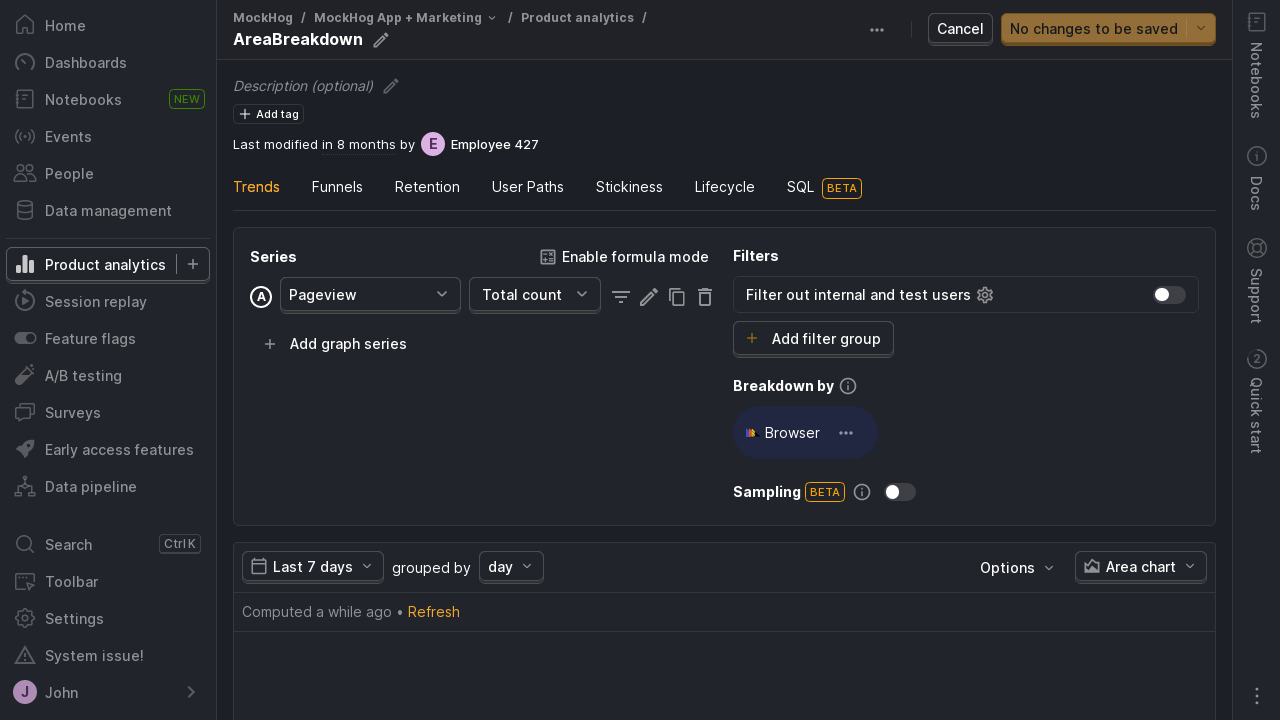 Home
Dashboards
Notebooks NEW
Events
People
Data management
Product analytics
Session replay
Feature flags
A/B testing
Surveys
Early access features
Data pipeline
Search Ctrl K
Toolbar
Settings
System issue!
J John
MockHog / MockHog App + Marketing / Product analytics /
AreaBreakdown
Cancel
No changes to be saved
Description (optional)
Add tag
Last modified in 8 months by E Employee 427
Trends Funnels Retention User Paths Stickiness Lifecycle SQL BETA
Series Enable formula mode
A Pageview Total count
Add graph series
Filters
Filter out internal and test users
Add filter group
Breakdown by
Browser
Sampling BETA
Last 7 days grouped by day Options Area chart
Computed a while ago • Refresh
Notebooks
Docs
Support
2
Quick start